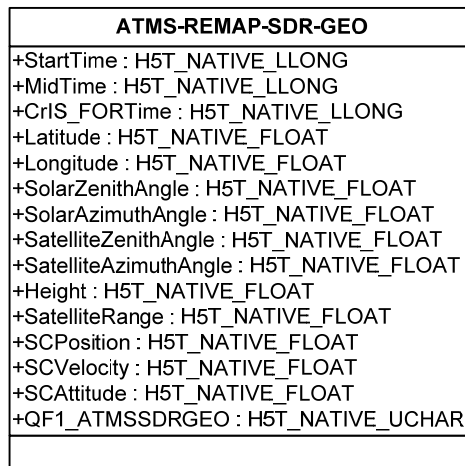 ATMS-REMAP-SDR-GEO
+StartTime : H5T_NATIVE_LLONG
+MidTime : H5T_NATIVE_LLONG
+CrIS_FORTime : H5T_NATIVE_LLONG
+Latitude : H5T_NATIVE_FLOAT
+Longitude : H5T_NATIVE_FLOAT
+SolarZenithAngle : H5T_NATIVE_FLOAT
+SolarAzimuthAngle : H5T_NATIVE_FLOAT
+SatelliteZenithAngle : H5T_NATIVE_FLOAT
+SatelliteAzimuthAngle : H5T_NATIVE_FLOAT
+Height : H5T_NATIVE_FLOAT
+SatelliteRange : H5T_NATIVE_FLOAT
+SCPosition : H5T_NATIVE_FLOAT
+SCVelocity : H5T_NATIVE_FLOAT
+SCAttitude : H5T_NATIVE_FLOAT
+QF1_ATMSSDRGEO : H5T_NATIVE_UCHAR